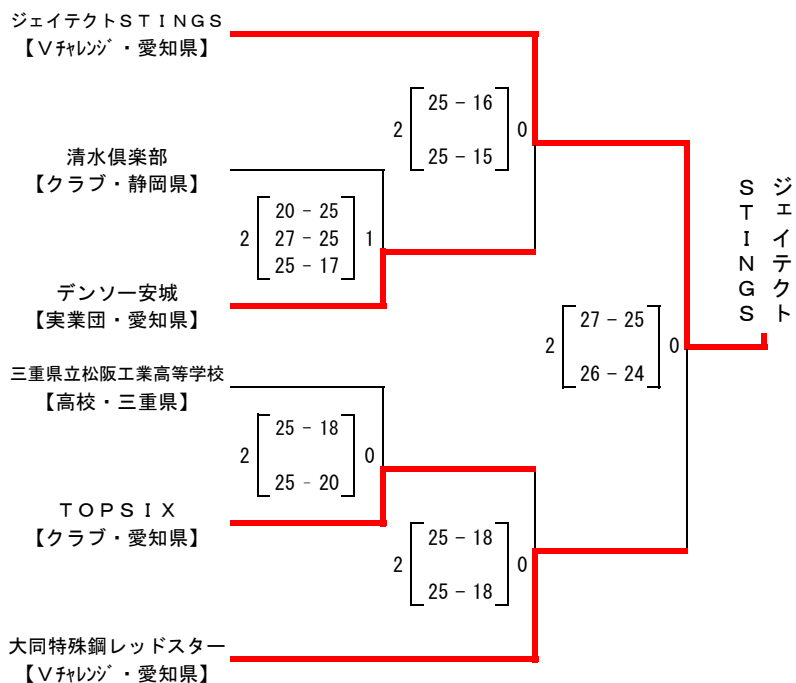 ジェイテクトＳＴＩＮＧＳ
【Ｖﾁｬﾚﾝｼﾞ・愛知県】
25 − 16
2 0
25 − 15
清水倶楽部
【クラブ・静岡県】
20 − 25
2 27 − 25 1
25 − 17
デンソー安城
【実業団・愛知県】
ジェイテクト
ＳＴＩＮＧＳ
27 − 25
2 0
26 − 24
三重県立松阪工業高等学校
【高校・三重県】
25 − 18
2 0
25 − 20
ＴＯＰＳＩＸ
【クラブ・愛知県】
25 − 18
2 0
25 − 18
大同特殊鋼レッドスター
【Ｖﾁｬﾚﾝｼﾞ・愛知県】